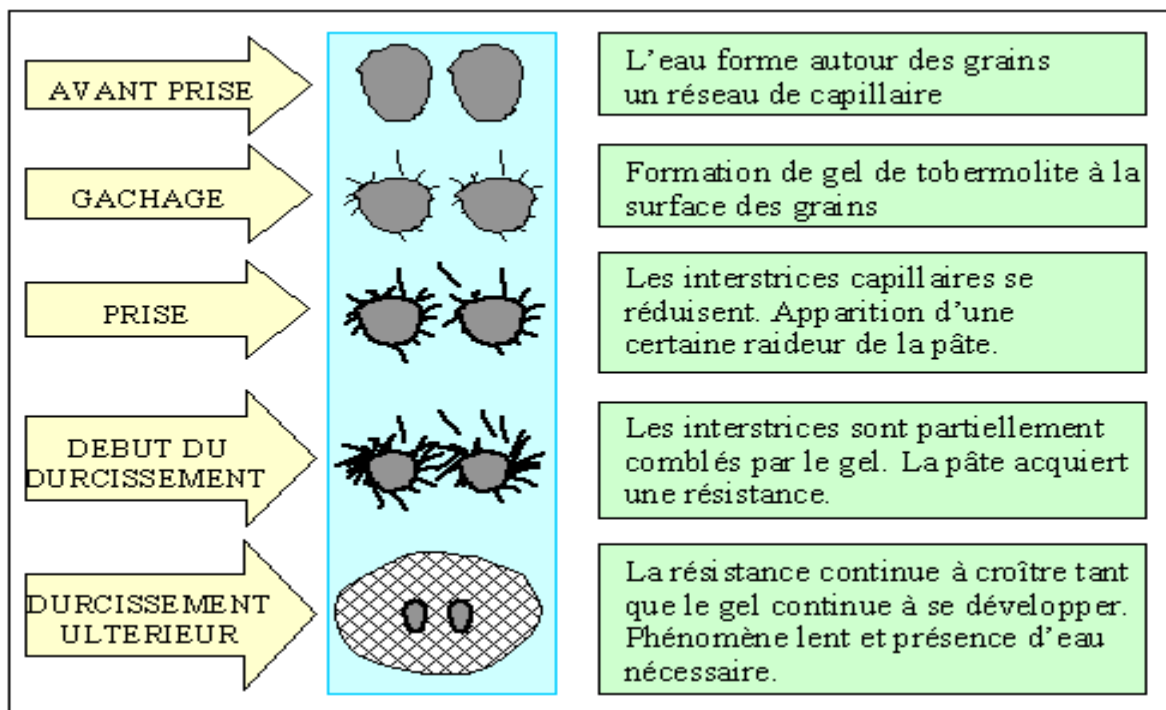 AVANT PRISE
L'eau forme autour des grains
un réseau de capillaire
GACHAGE
Formation de gel de tobermolite à la
surface des grains
PRISE
Les interstrices capillaires se
réduisent. Apparition d'une
certaine raideur de la pâte.
DEBUT DU
DURCISSEMENT
Les interstrices sont partiellement
comblés par le gel. La pâte acquiert
une résistance.
DURCISSEMENT
ULTERIEUR
La résistance continue à croître tant
que le gel continue à se développer.
Phénomène lent et présence d'eau
nécessaire.